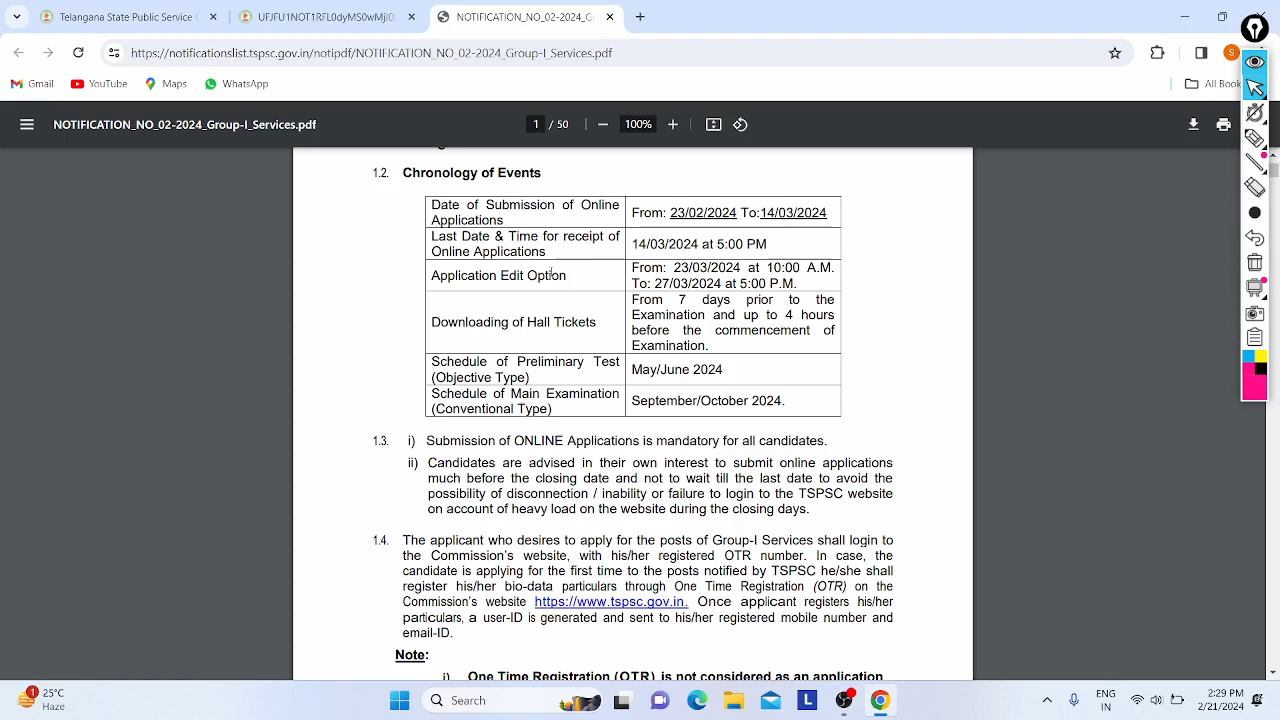 Telangana State Public Service C
UFJFU1NOT1RFL0dyMS0wMjI0L
NOTIFICATION_NO_02-2024_G
https://notificationslist.tspsc.gov.in/notipdf/NOTIFICATION_NO_02-2024_Group-I_Services.pdf
S
Gmail
YouTube
Maps
WhatsApp
All Book
NOTIFICATION_NO_02-2024_Group-I_Services.pdf
1 / 50
100%
1.2. Chronology of Events
Date of Submission of Online
Applications
From: 23/02/2024 To:14/03/2024
Last Date & Time for receipt of
Online Applications
14/03/2024 at 5:00 PM
Application Edit Option
From: 23/03/2024 at 10:00 A.M.
To: 27/03/2024 at 5:00 P.M.
Downloading of Hall Tickets
From 7 days prior to the
Examination and up to 4 hours
before the commencement of
Examination.
Schedule of Preliminary Test
(Objective Type)
May/June 2024
Schedule of Main Examination
(Conventional Type)
September/October 2024.
1.3. i) Submission of ONLINE Applications is mandatory for all candidates.
ii) Candidates are advised in their own interest to submit online applications
much before the closing date and not to wait till the last date to avoid the
possibility of disconnection / inability or failure to login to the TSPSC website
on account of heavy load on the website during the closing days.
1.4. The applicant who desires to apply for the posts of Group-I Services shall login to
the Commission's website, with his/her registered OTR number. In case, the
candidate is applying for the first time to the posts notified by TSPSC he/she shall
register his/her bio-data particulars through One Time Registration (OTR) on the
Commission's website https://www.tspsc.gov.in. Once applicant registers his/her
particulars, a user-ID is generated and sent to his/her registered mobile number and
email-ID.
Note:
i) One Time Registration (OTR) is not considered as an application
1
25°C
Haze
Search
L
ENG
IN
2:29 PM
2/21/2024